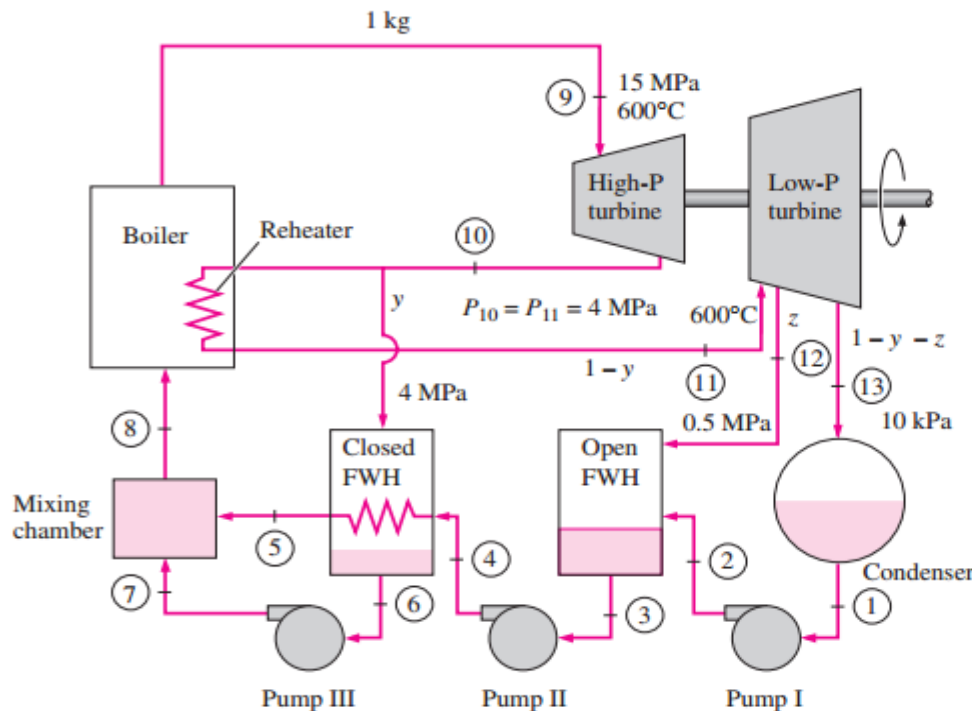 1 kg
9
15 MPa
600°C
High-P
turbine
Low-P
turbine
Boiler
Reheater
10
y
P10 = P11 = 4 MPa
600°C
z
12
1 – y – z
1 – y
11
13
4 MPa
0.5 MPa
10 kPa
8
Closed
FWH
Open
FWH
Mixing
chamber
5
4
2
Condenser
7
6
3
1
Pump III
Pump II
Pump I